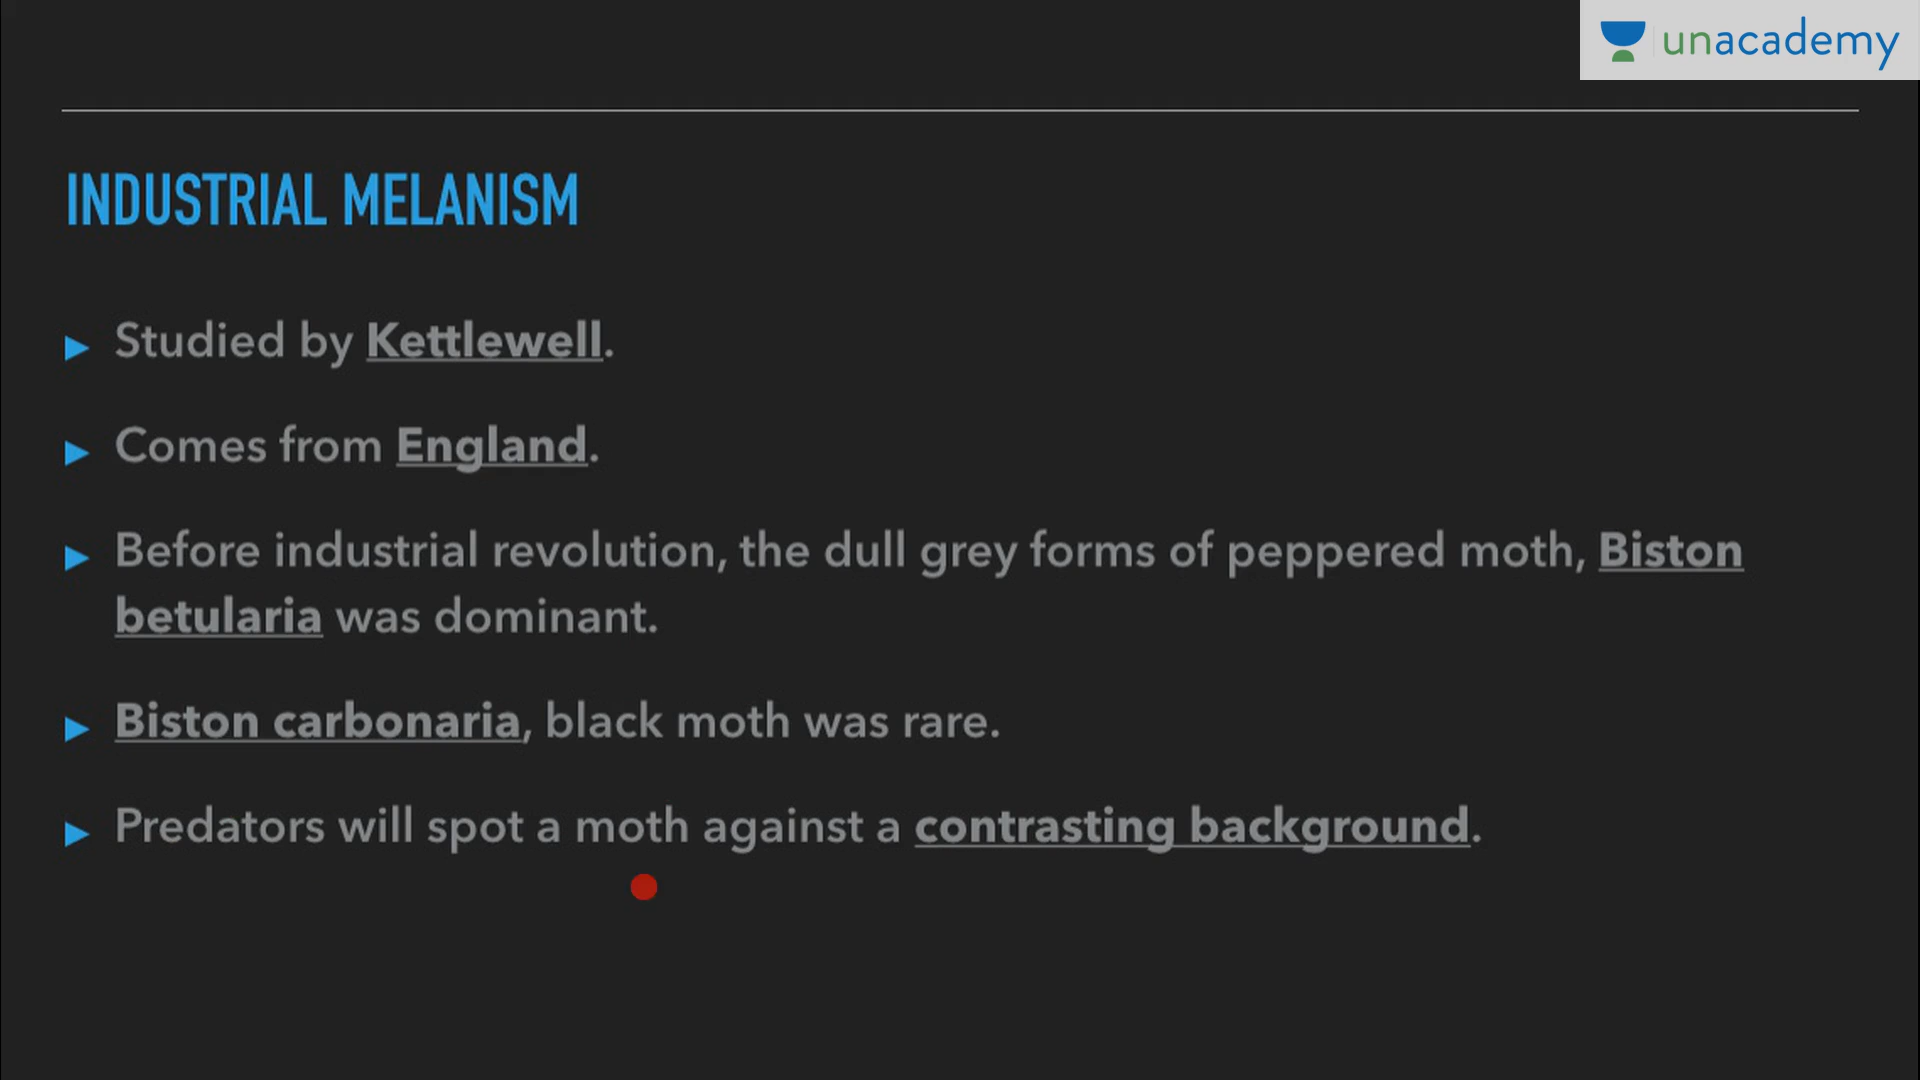 unacademy
INDUSTRIAL MELANISM
▶ Studied by Kettlewell.
▶ Comes from England.
▶ Before industrial revolution, the dull grey forms of peppered moth, Biston
betularia was dominant.
▶ Biston carbonaria, black moth was rare.
▶ Predators will spot a moth against a contrasting background.